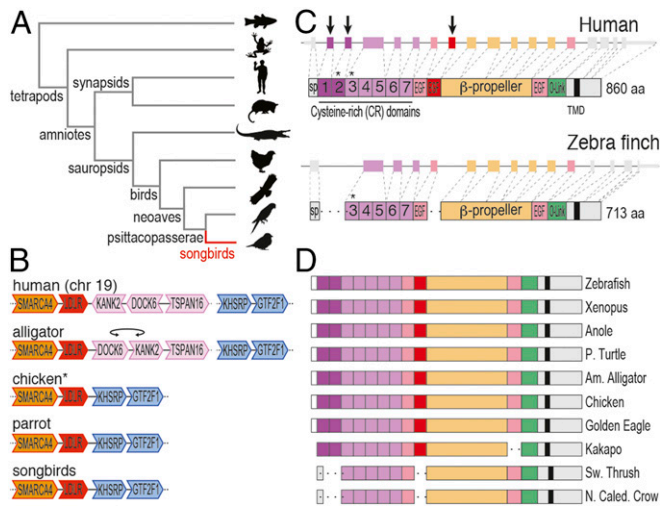 A
tetrapods
synapsids
amniotes
sauropsids
birds
neoaves
psittacopasserae
songbirds
B
human (chr 19)
SMARCA4 LDLR KANK2 DOCK6 TSPAN16 KHSRP GTF2F1
alligator
SMARCA4 LDLR DOCK6 KANK2 TSPAN16 KHSRP GTF2F1
chicken*
SMARCA4 LDLR KHSRP GTF2F1
parrot
SMARCA4 LDLR KHSRP GTF2F1
songbirds
SMARCA4 LDLR KHSRP GTF2F1
C
Human
* *
sp 1 2 3 4 5 6 7 EGF β-propeller EGF O-Link 860 aa
Cysteine-rich (CR) domains TMD
Zebra finch
*
sp 3 4 5 6 7 EGF β-propeller EGF O-Link 713 aa
D
Zebrafish
Xenopus
Anole
P. Turtle
Am. Alligator
Chicken
Golden Eagle
Kakapo
Sw. Thrush
N. Caled. Crow